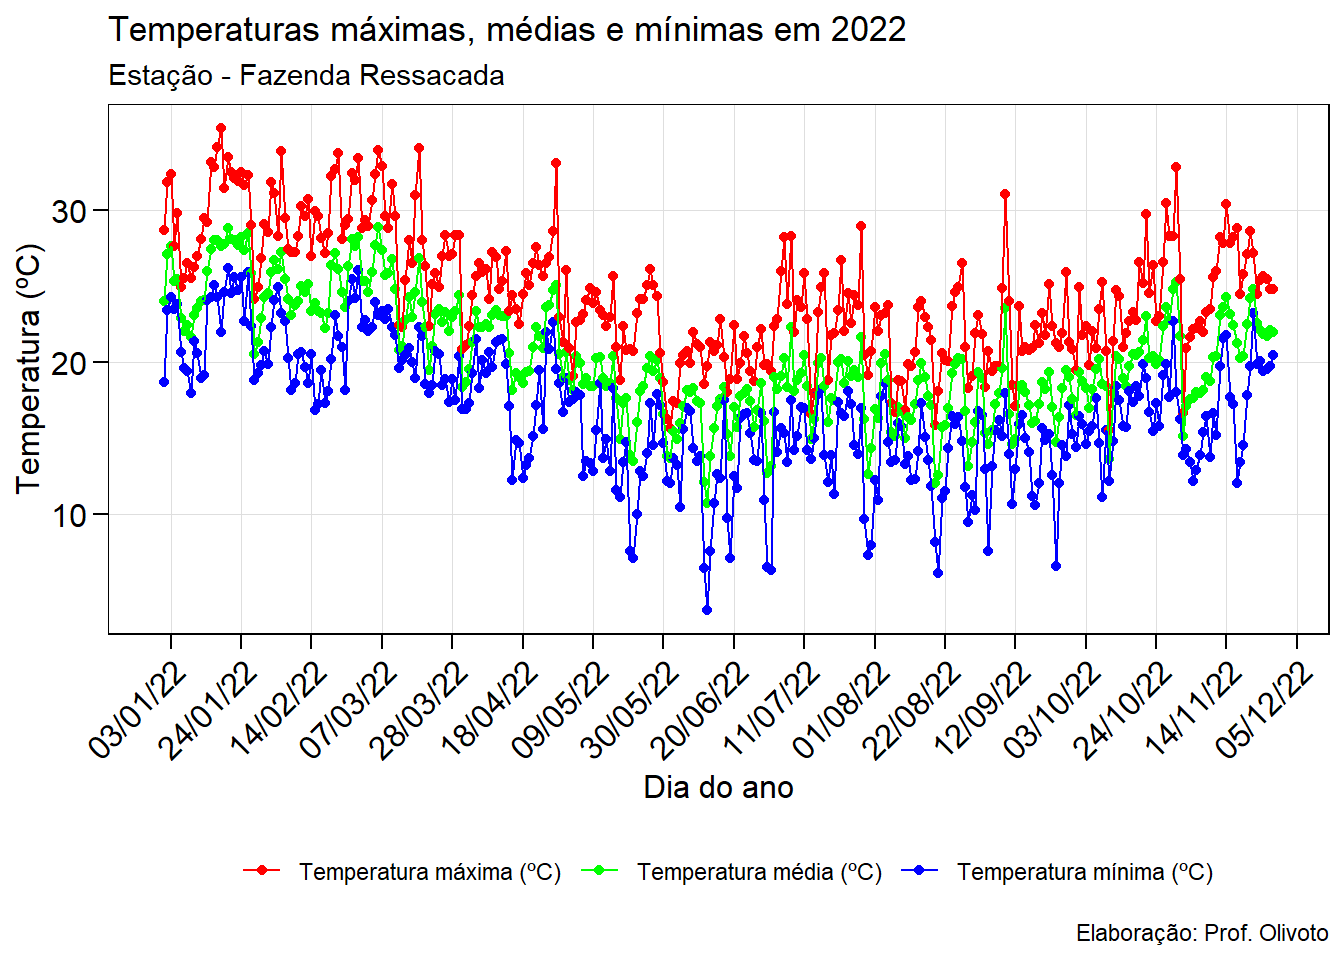 Temperaturas máximas, médias e mínimas em 2022
Estação - Fazenda Ressacada
Temperatura (ºC)
30
20
10
03/01/22
24/01/22
14/02/22
07/03/22
28/03/22
18/04/22
09/05/22
30/05/22
20/06/22
11/07/22
01/08/22
22/08/22
12/09/22
03/10/22
24/10/22
14/11/22
05/12/22
Dia do ano
Temperatura máxima (ºC)
Temperatura média (ºC)
Temperatura mínima (ºC)
Elaboração: Prof. Olivoto